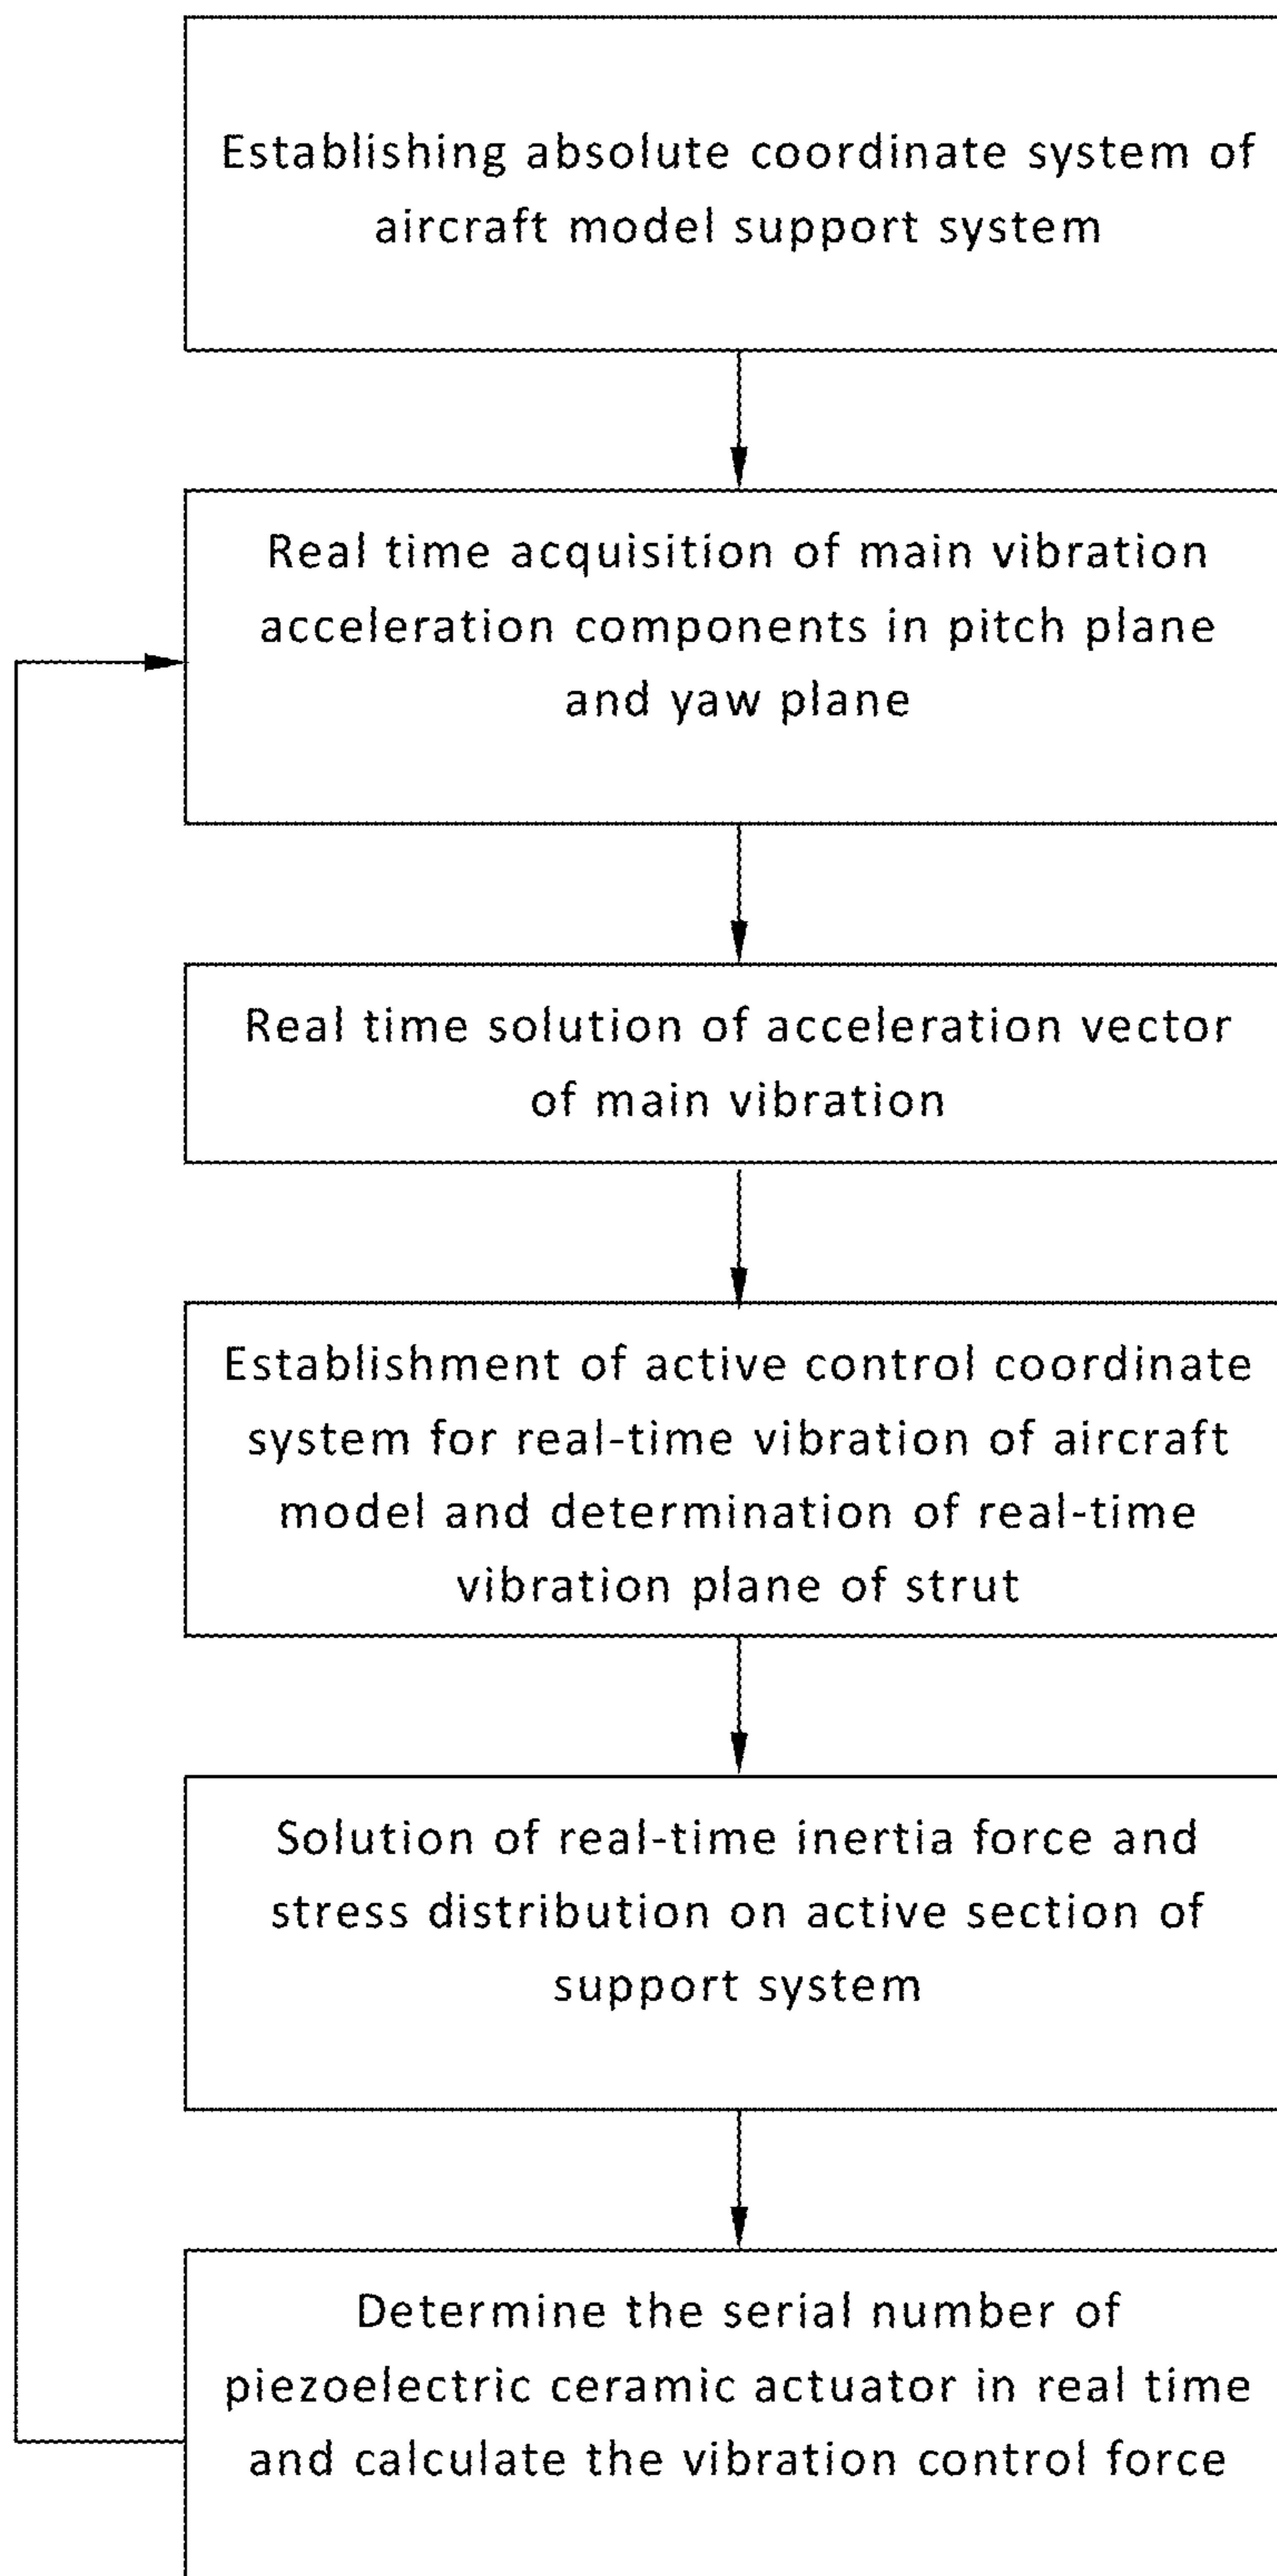 Establishing absolute coordinate system of
aircraft model support system
Real time acquisition of main vibration
acceleration components in pitch plane
and yaw plane
Real time solution of acceleration vector
of main vibration
Establishment of active control coordinate
system for real-time vibration of aircraft
model and determination of real-time
vibration plane of strut
Solution of real-time inertia force and
stress distribution on active section of
support system
Determine the serial number of
piezoelectric ceramic actuator in real time
and calculate the vibration control force